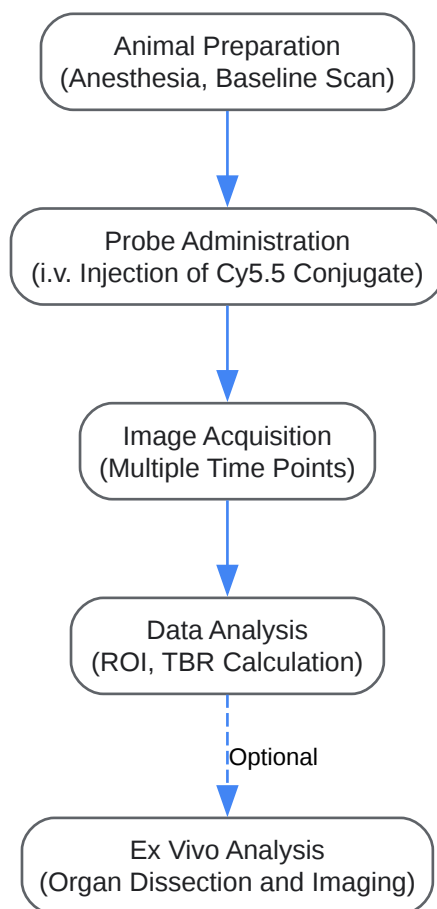 Animal Preparation
(Anesthesia, Baseline Scan)
Probe Administration
(i.v. Injection of Cy5.5 Conjugate)
Image Acquisition
(Multiple Time Points)
Data Analysis
(ROI, TBR Calculation)
Optional
Ex Vivo Analysis
(Organ Dissection and Imaging)